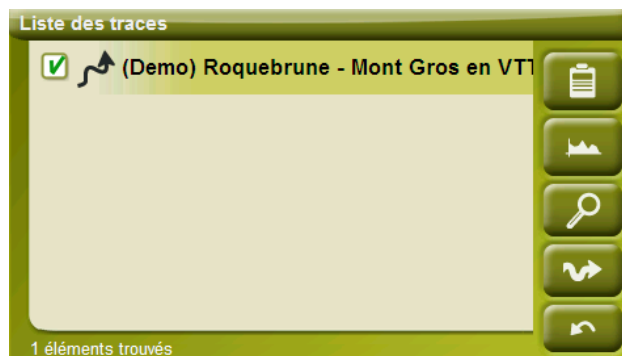 Liste des traces
(Demo) Roquebrune - Mont Gros en VTT
1 éléments trouvés